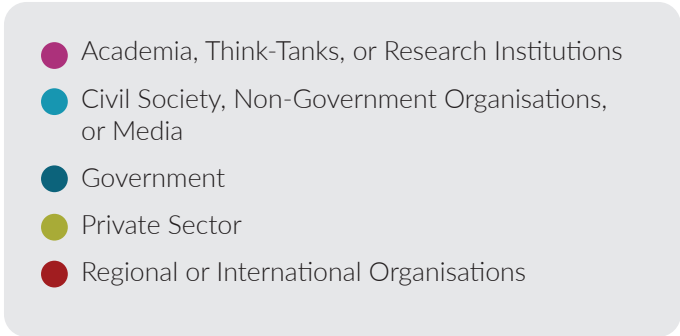 Academia, Think-Tanks, or Research Institutions
Civil Society, Non-Government Organisations,
or Media
Government
Private Sector
Regional or International Organisations